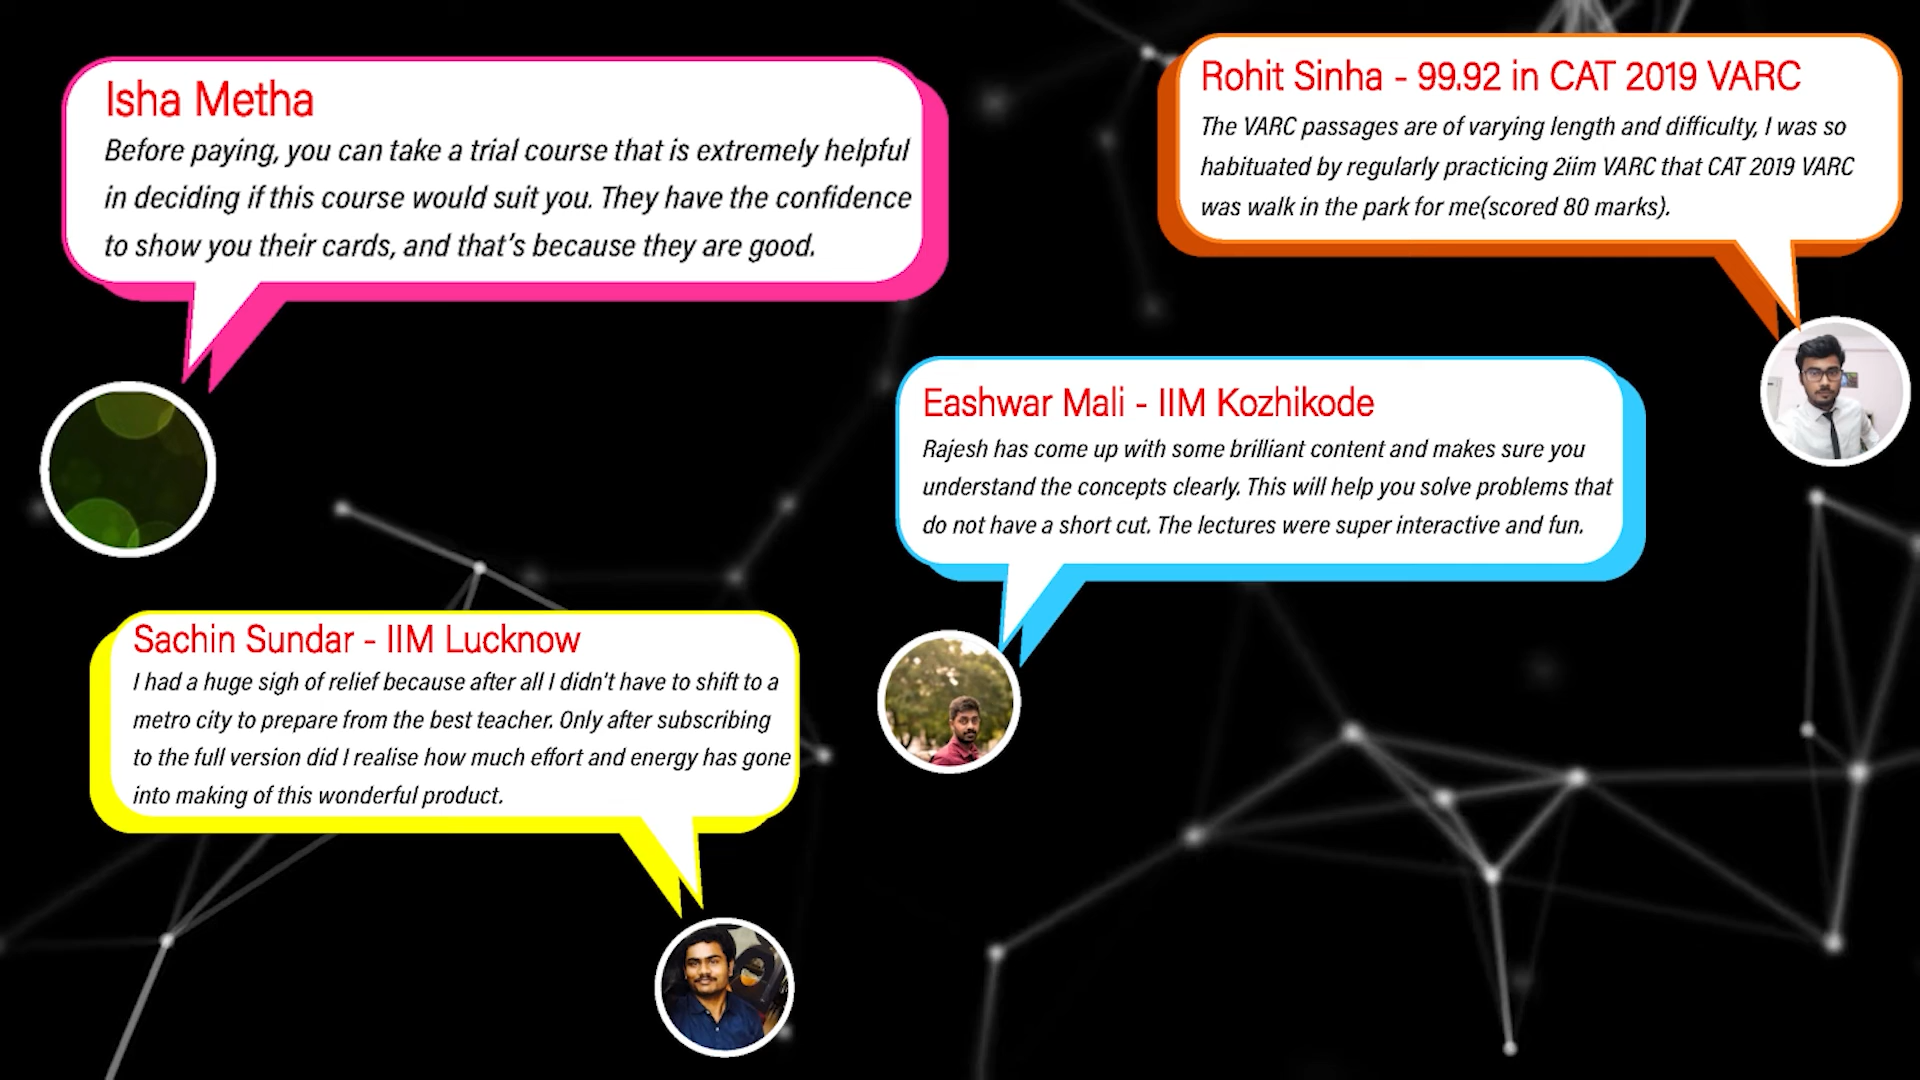 Isha Metha
Before paying, you can take a trial course that is extremely helpful
in deciding if this course would suit you. They have the confidence
to show you their cards, and that's because they are good.
Rohit Sinha - 99.92 in CAT 2019 VARC
The VARC passages are of varying length and difficulty, I was so
habituated by regularly practicing 2iim VARC that CAT 2019 VARC
was walk in the park for me(scored 80 marks).
Eashwar Mali - IIM Kozhikode
Rajesh has come up with some brilliant content and makes sure you
understand the concepts clearly. This will help you solve problems that
do not have a short cut. The lectures were super interactive and fun.
Sachin Sundar - IIM Lucknow
I had a huge sigh of relief because after all I didn't have to shift to a
metro city to prepare from the best teacher. Only after subscribing
to the full version did I realise how much effort and energy has gone
into making of this wonderful product.